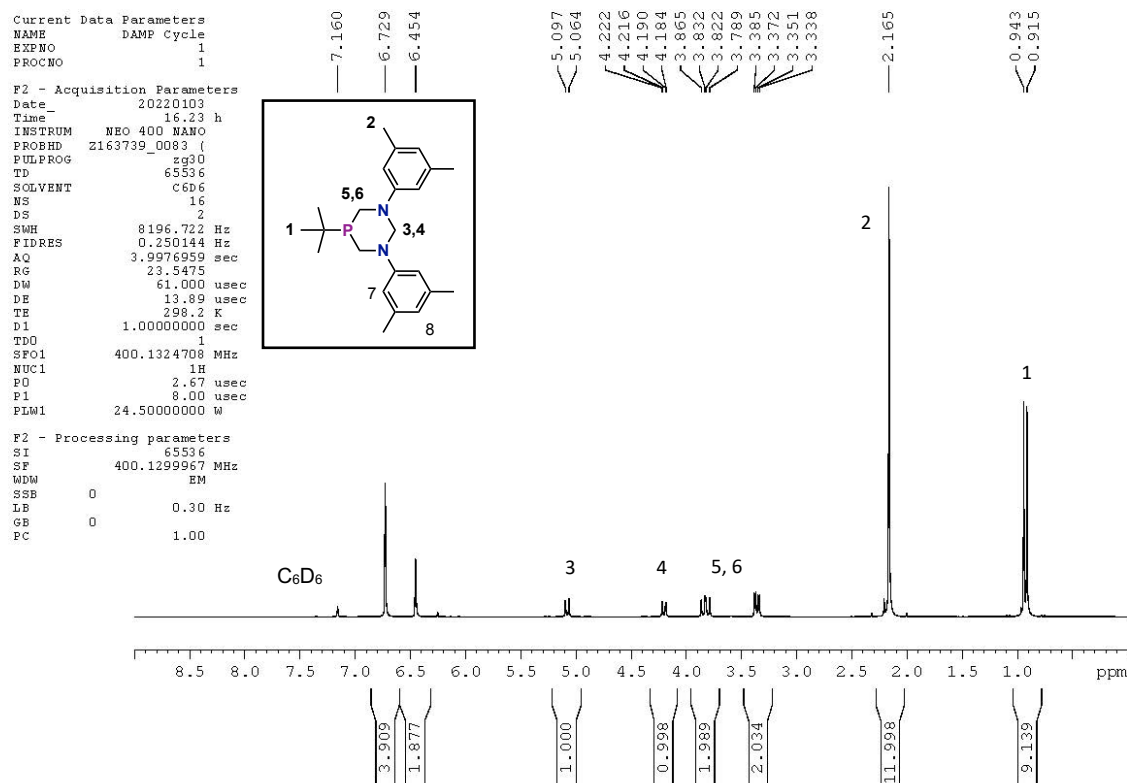 Current Data Parameters
NAME DAMP Cycle
EXPNO 1
PROCNO 1
F2 - Acquisition Parameters
Date_ 20220103
Time 16.23 h
INSTRUM NEO 400 NANO
PROBHD Z163739_0083 (
PULPROG zg30
TD 65536
SOLVENT C6D6
NS 16
DS 2
SWH 8196.722 Hz
FIDRES 0.250144 Hz
AQ 3.9976959 sec
RG 23.5475
DW 61.000 usec
DE 13.89 usec
TE 298.2 K
D1 1.00000000 sec
TD0 1
SFO1 400.1324708 MHz
NUC1 1H
P0 2.67 usec
P1 8.00 usec
PLW1 24.50000000 W
F2 - Processing parameters
SI 65536
SF 400.1299967 MHz
WDW EM
SSB 0
LB 0.30 Hz
GB 0
PC 1.00
7.160
6.729
6.454
5.097
5.064
4.222
4.216
4.190
4.184
3.865
3.832
3.822
3.789
3.385
3.372
3.351
3.338
2.165
0.943
0.915
2
5,6
N
1
P
3,4
N
7
8
2
1
C₆D₆
3
4
5, 6
8.5 8.0 7.5 7.0 6.5 6.0 5.5 5.0 4.5 4.0 3.5 3.0 2.5 2.0 1.5 1.0 ppm
3.909
1.877
1.000
0.998
1.989
2.034
11.998
9.139